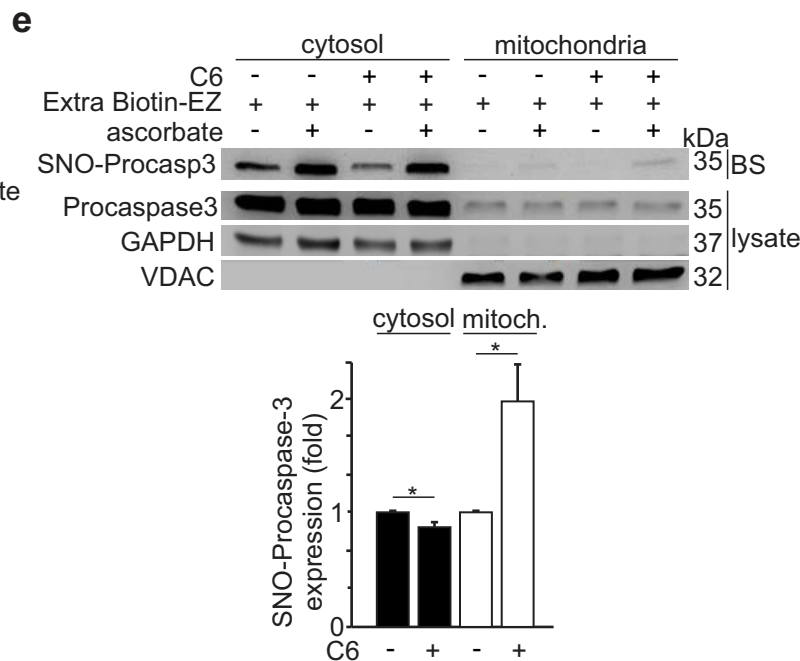 e
cytosol mitochondria
C6 - - + + - - + +
Extra Biotin-EZ + + + + + + + +
ascorbate - + - + - + - + kDa
SNO-Procasp3 35 BS
te
Procaspase3 35
GAPDH 37 lysate
VDAC 32
cytosol mitoch.
* *
SNO-Procaspase-3
expression (fold)
2
1
0
C6 - + - +